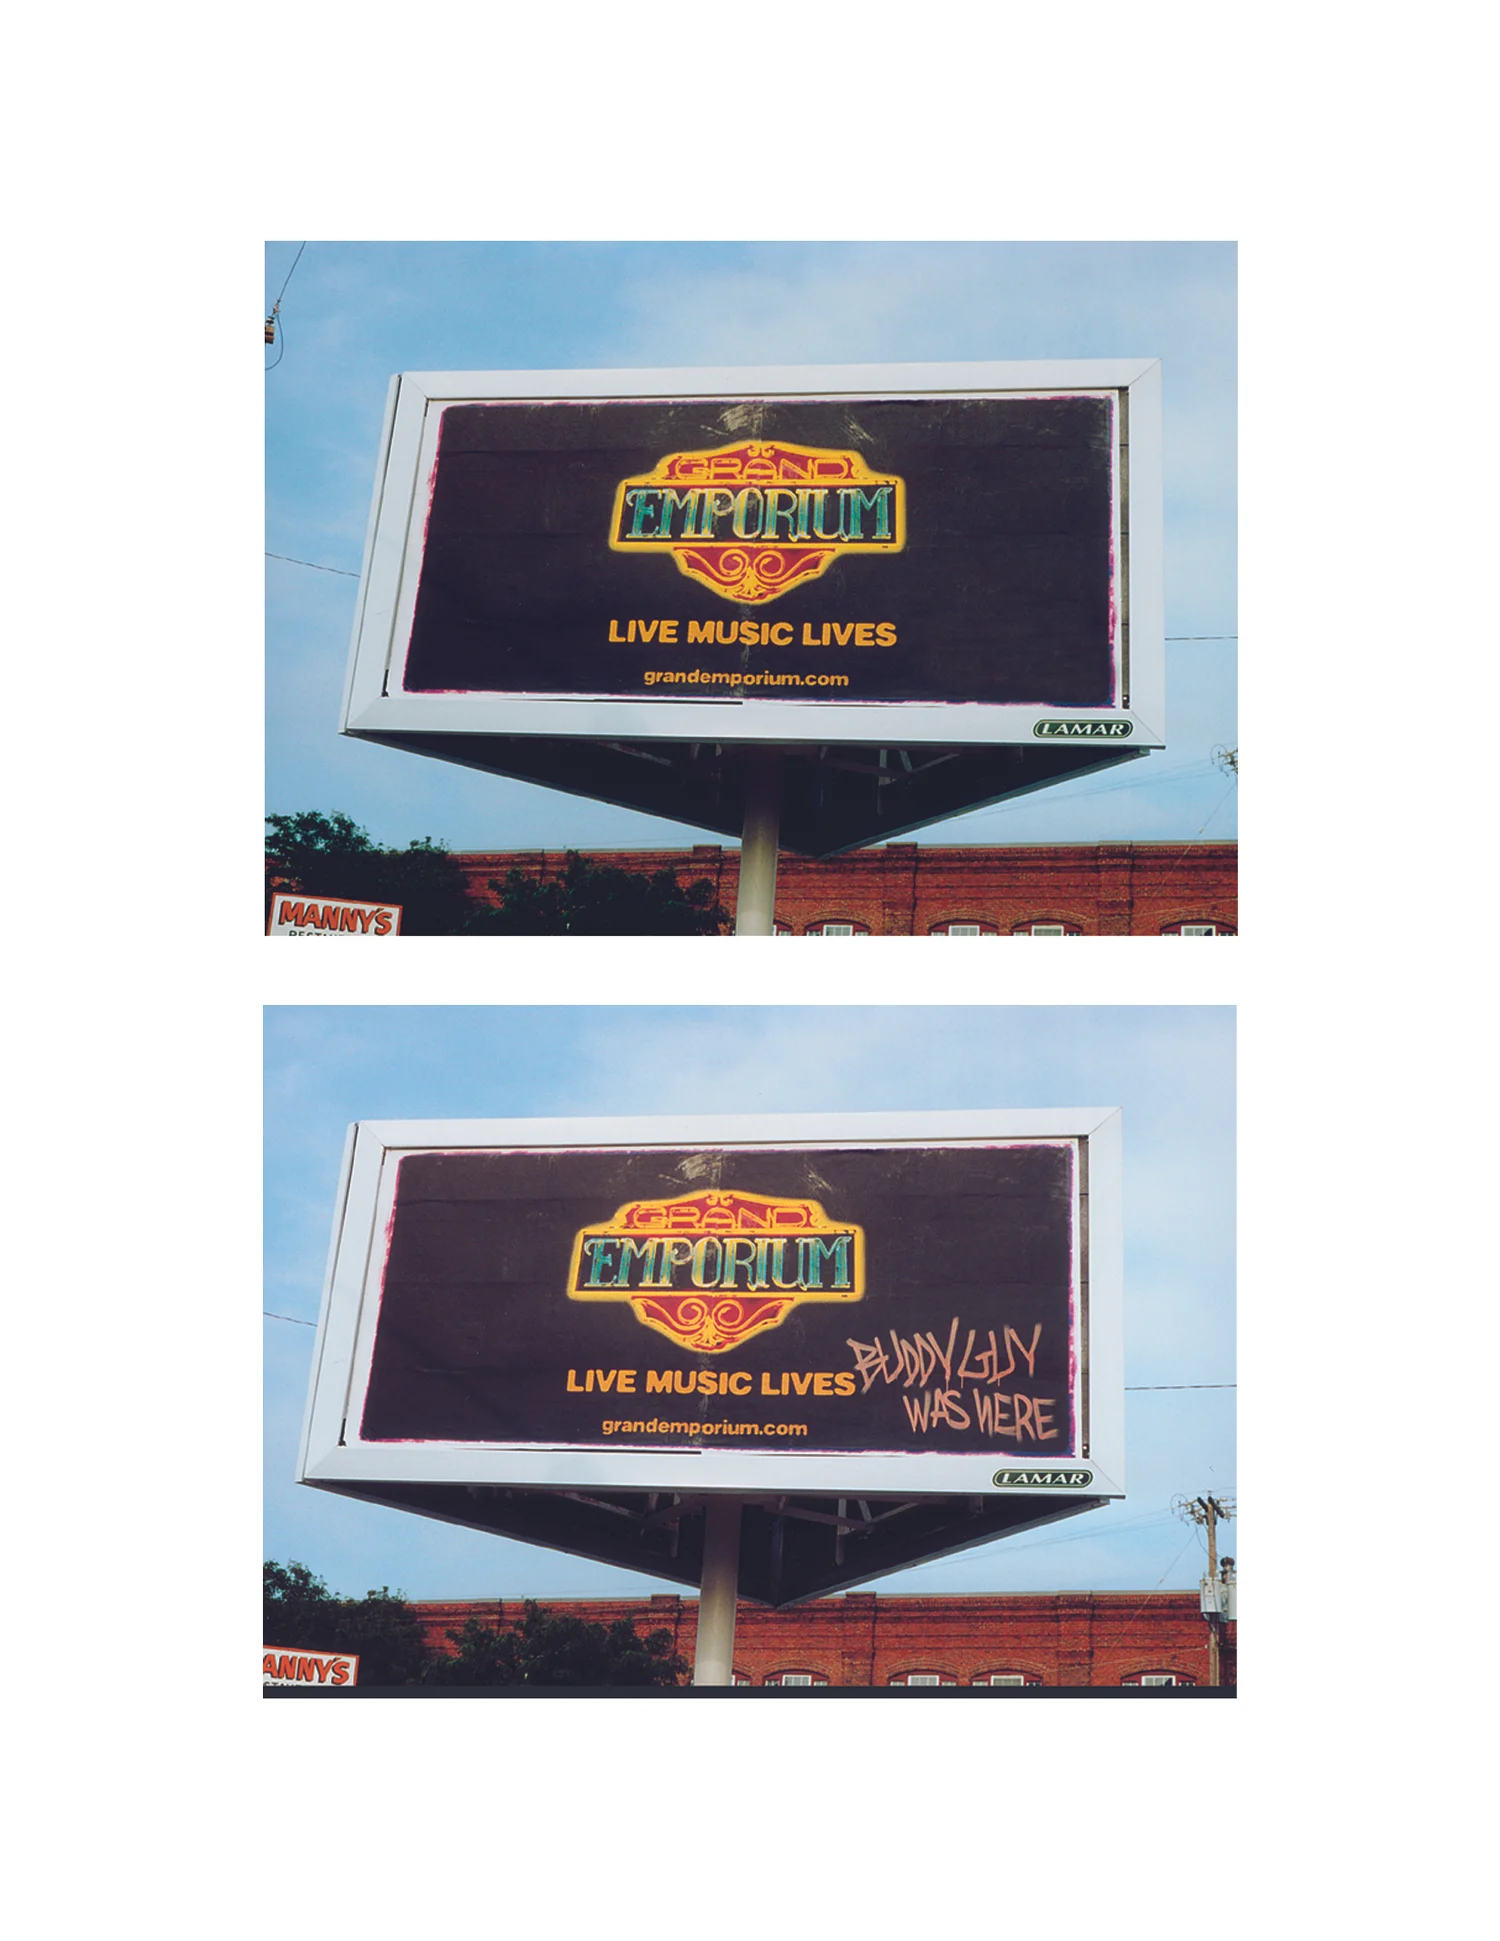 GRAND
EMPORIUM
LIVE MUSIC LIVES
grandemporium.com
LAMAR
MANNY'S
GRAND
EMPORIUM
LIVE MUSIC LIVES
BUDDY GUY
WAS HERE
grandemporium.com
LAMAR
ANNY'S